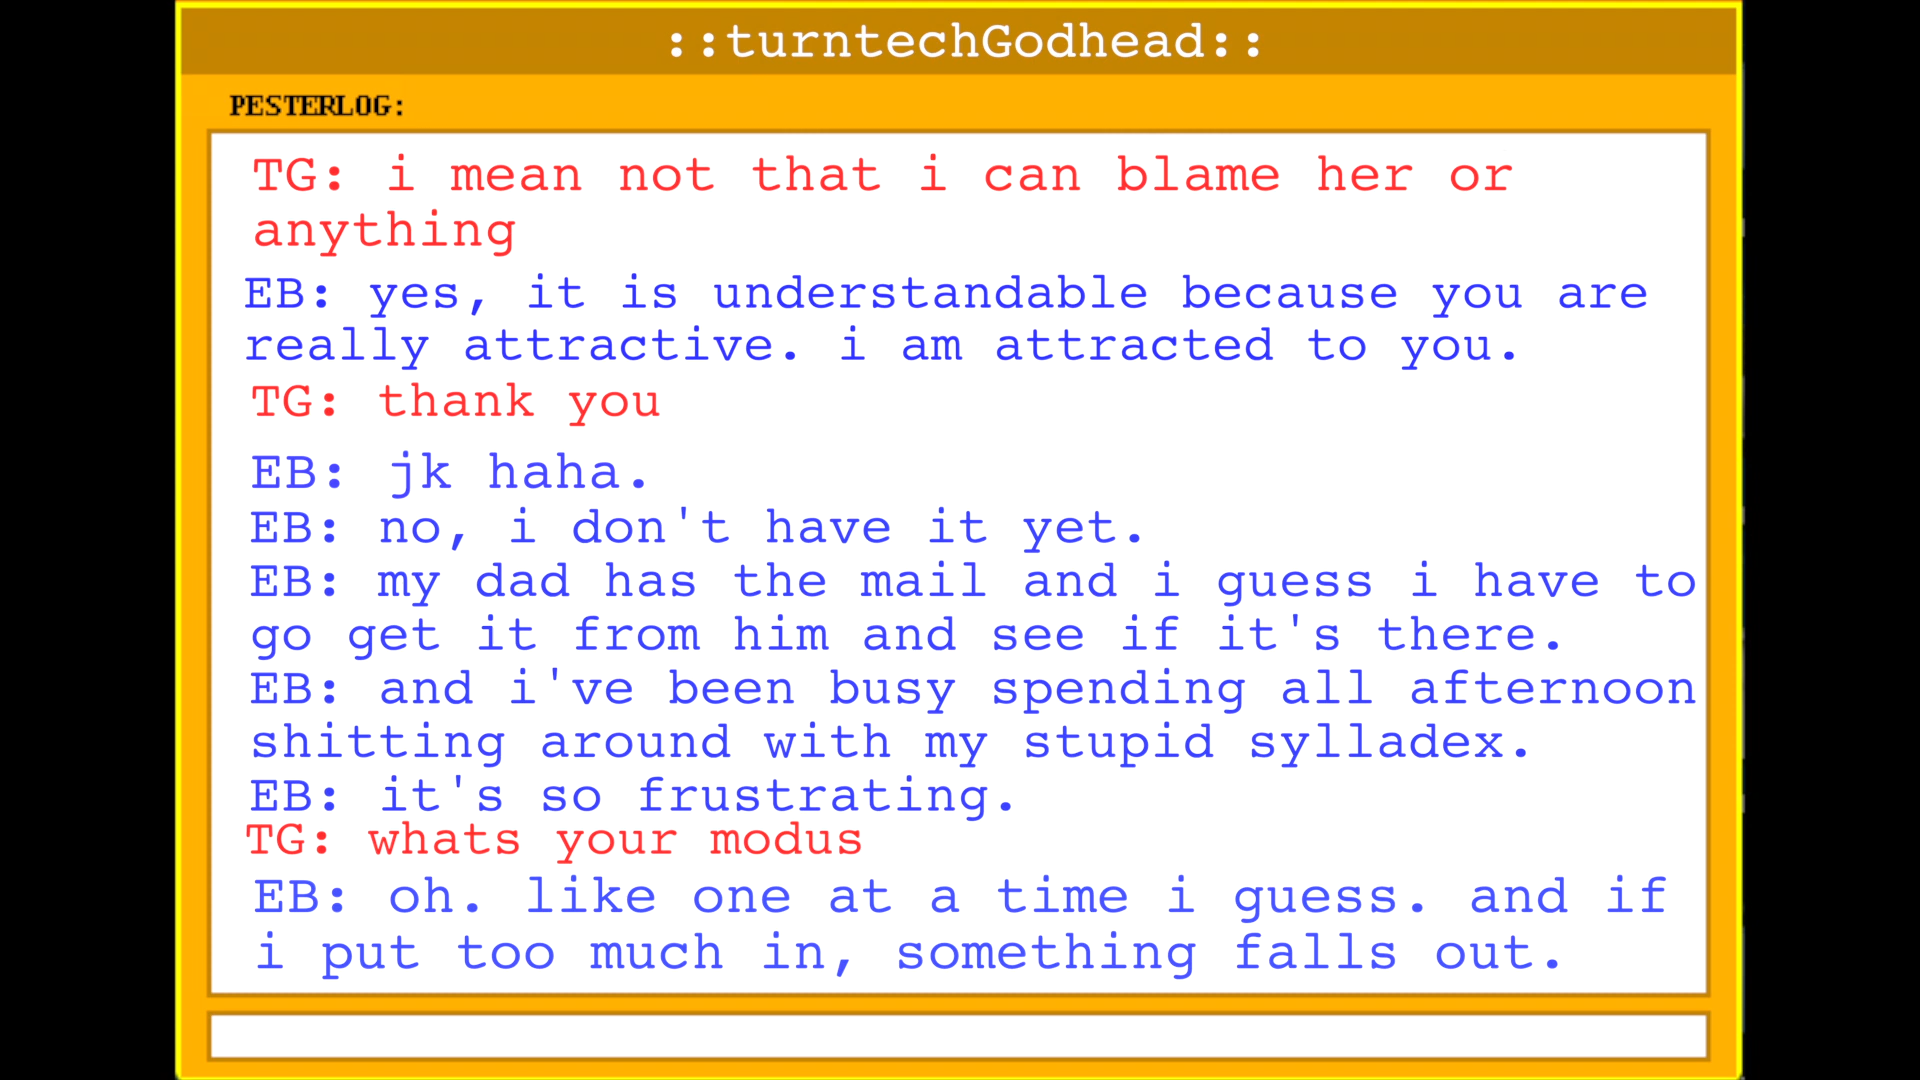 ::turntechGodhead::
PESTERLOG:
TG: i mean not that i can blame her or
anything
EB: yes, it is understandable because you are
really attractive. i am attracted to you.
TG: thank you
EB: jk haha.
EB: no, i don't have it yet.
EB: my dad has the mail and i guess i have to
go get it from him and see if it's there.
EB: and i've been busy spending all afternoon
shitting around with my stupid sylladex.
EB: it's so frustrating.
TG: whats your modus
EB: oh. like one at a time i guess. and if
i put too much in, something falls out.